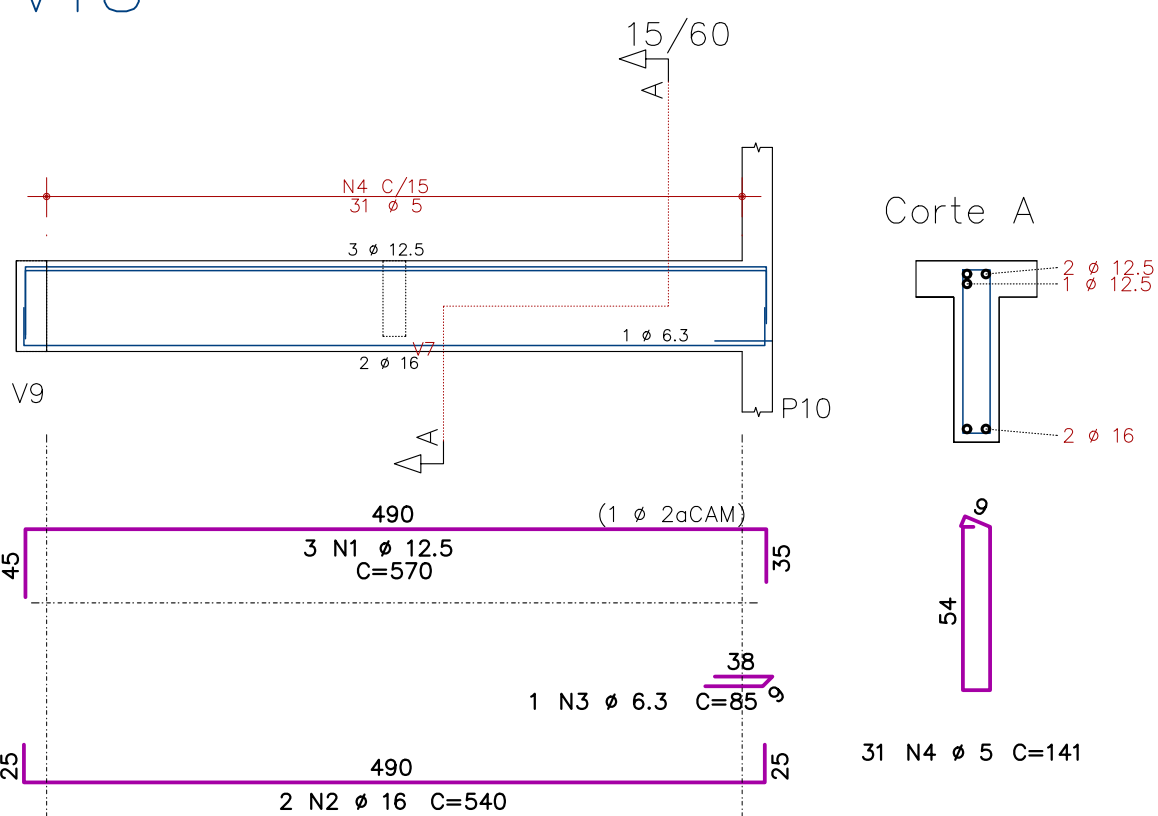 15/60
A
N4 C/15
31 ø 5
3 ø 12.5
1 ø 6.3
V7
2 ø 16
V9
P10
A
Corte A
2 ø 12.5
1 ø 12.5
2 ø 16
490
(1 ø 2aCAM)
45
3 N1 ø 12.5
C=570
35
38
1 N3 ø 6.3 C=85
9
25
490
25
2 N2 ø 16 C=540
9
54
31 N4 ø 5 C=141